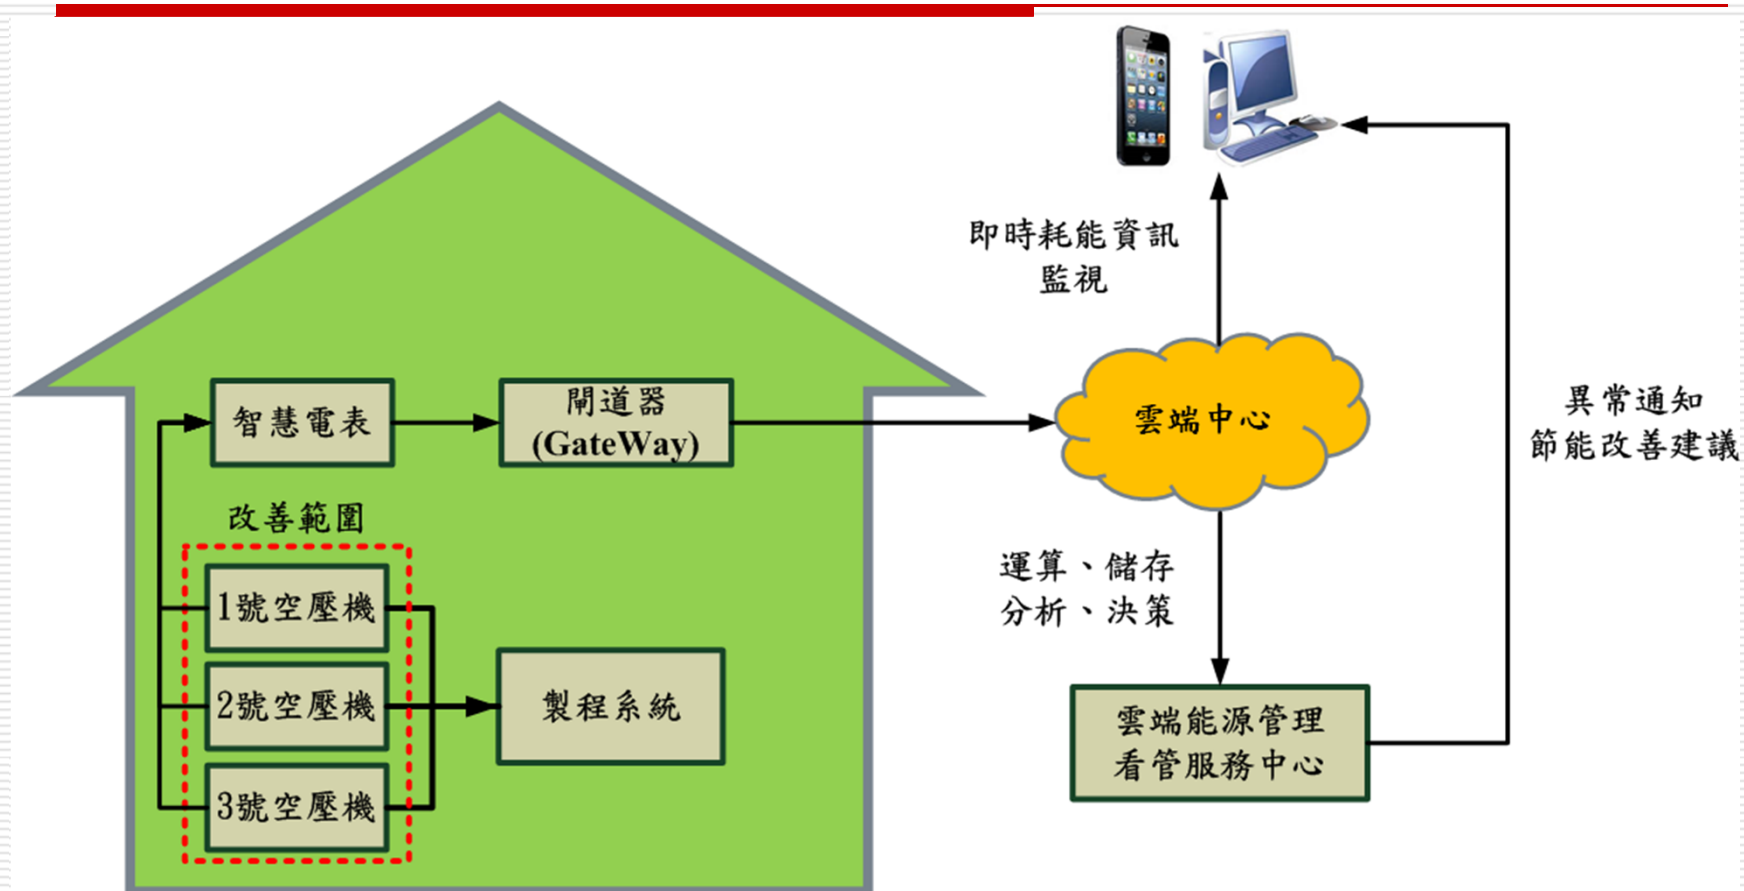 即時耗能資訊
監視
智慧電表
閘道器
(GateWay)
雲端中心
異常通知
節能改善建議
改善範圍
運算、儲存
分析、決策
1號空壓機
2號空壓機
3號空壓機
製程系統
雲端能源管理
看管服務中心